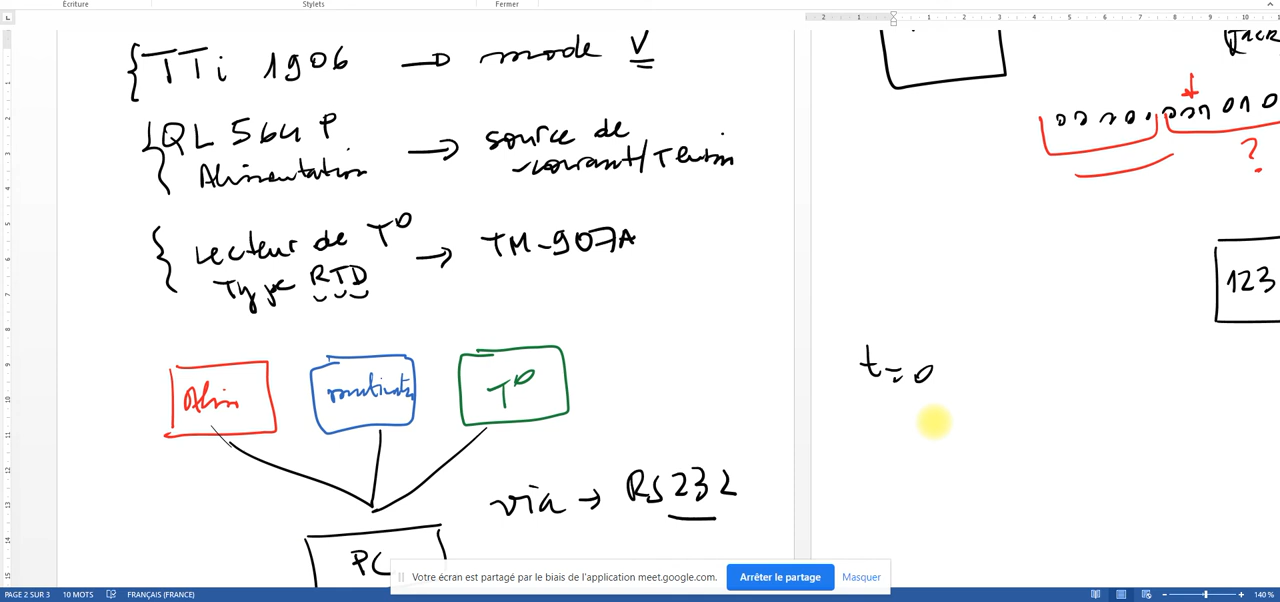 Écriture Stylets Fermer
TTi 1906 → mode V
QL 564 P
Alimentation → source de
courant/Tension
Lecteur de T°
Type RTD → TM-907A
Alim T°
via → RS232
PC
?
123
t=0
Votre écran est partagé par le biais de l'application meet.google.com. Arrêter le partage Masquer
PAGE 2 SUR 3 10 MOTS FRANÇAIS (FRANCE) 140 %